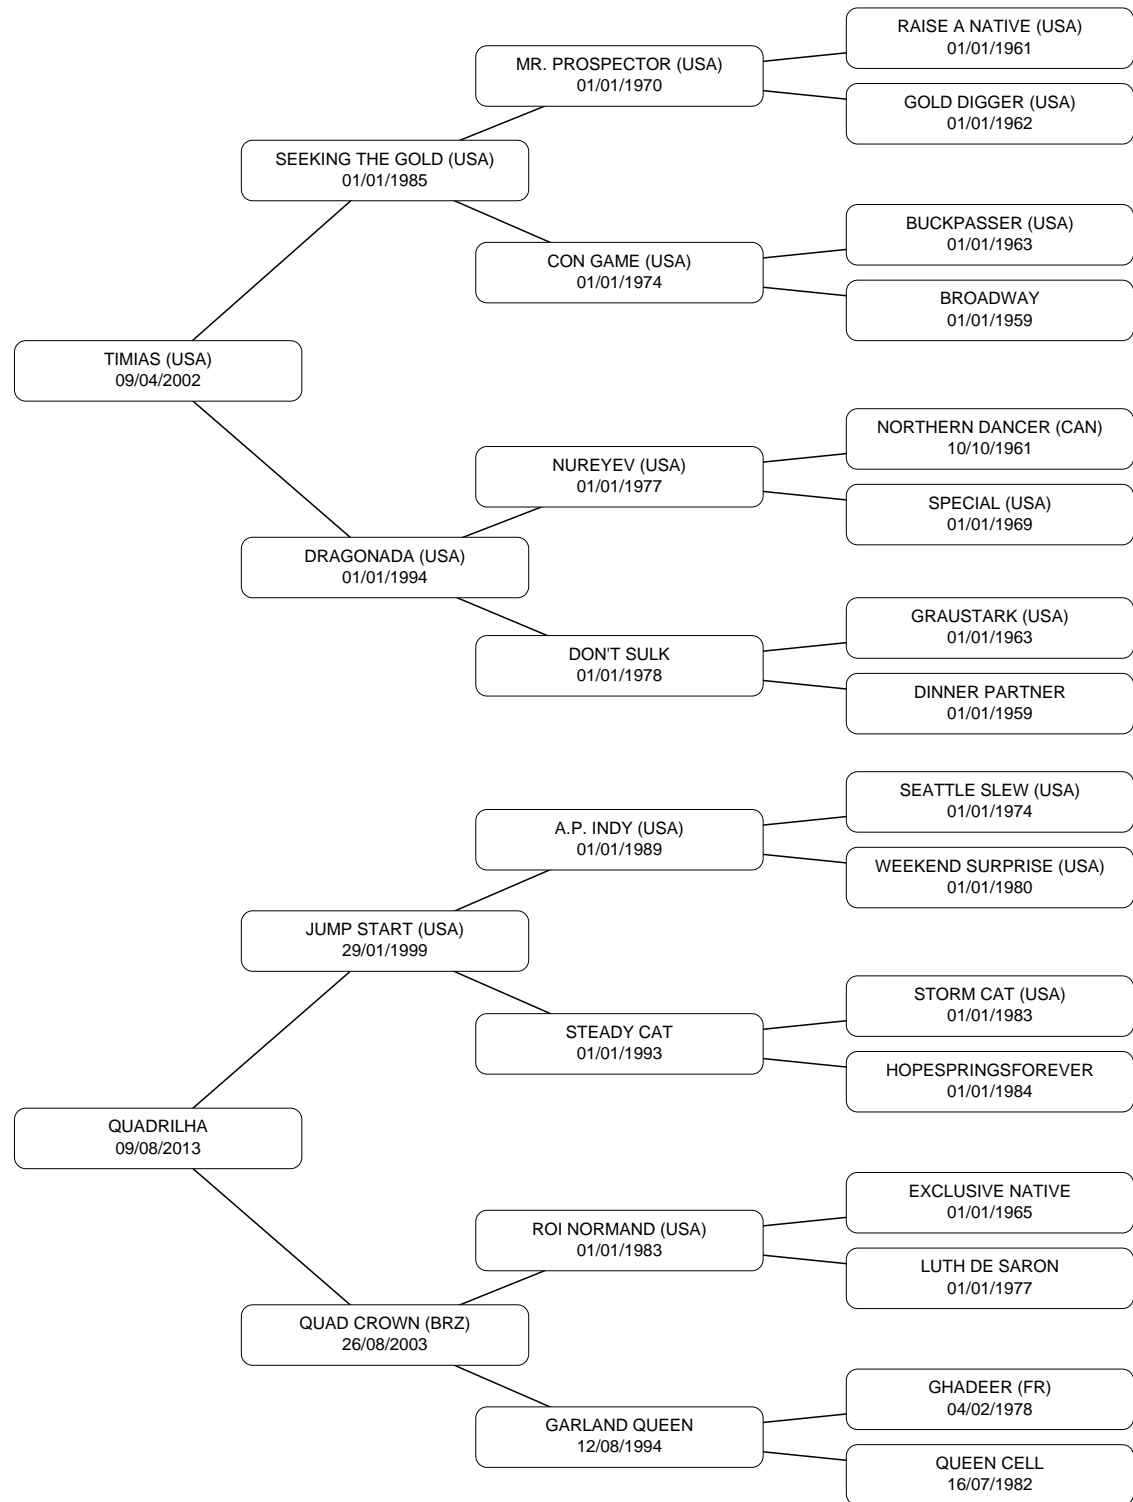 RAISE A NATIVE (USA)
01/01/1961
MR. PROSPECTOR (USA)
01/01/1970
GOLD DIGGER (USA)
01/01/1962
SEEKING THE GOLD (USA)
01/01/1985
BUCKPASSER (USA)
01/01/1963
CON GAME (USA)
01/01/1974
BROADWAY
01/01/1959
TIMIAS (USA)
09/04/2002
NORTHERN DANCER (CAN)
10/10/1961
NUREYEV (USA)
01/01/1977
SPECIAL (USA)
01/01/1969
DRAGONADA (USA)
01/01/1994
GRAUSTARK (USA)
01/01/1963
DON'T SULK
01/01/1978
DINNER PARTNER
01/01/1959
SEATTLE SLEW (USA)
01/01/1974
A.P. INDY (USA)
01/01/1989
WEEKEND SURPRISE (USA)
01/01/1980
JUMP START (USA)
29/01/1999
STORM CAT (USA)
01/01/1983
STEADY CAT
01/01/1993
HOPESPRINGSFOREVER
01/01/1984
QUADRILHA
09/08/2013
EXCLUSIVE NATIVE
01/01/1965
ROI NORMAND (USA)
01/01/1983
LUTH DE SARON
01/01/1977
QUAD CROWN (BRZ)
26/08/2003
GHADEER (FR)
04/02/1978
GARLAND QUEEN
12/08/1994
QUEEN CELL
16/07/1982